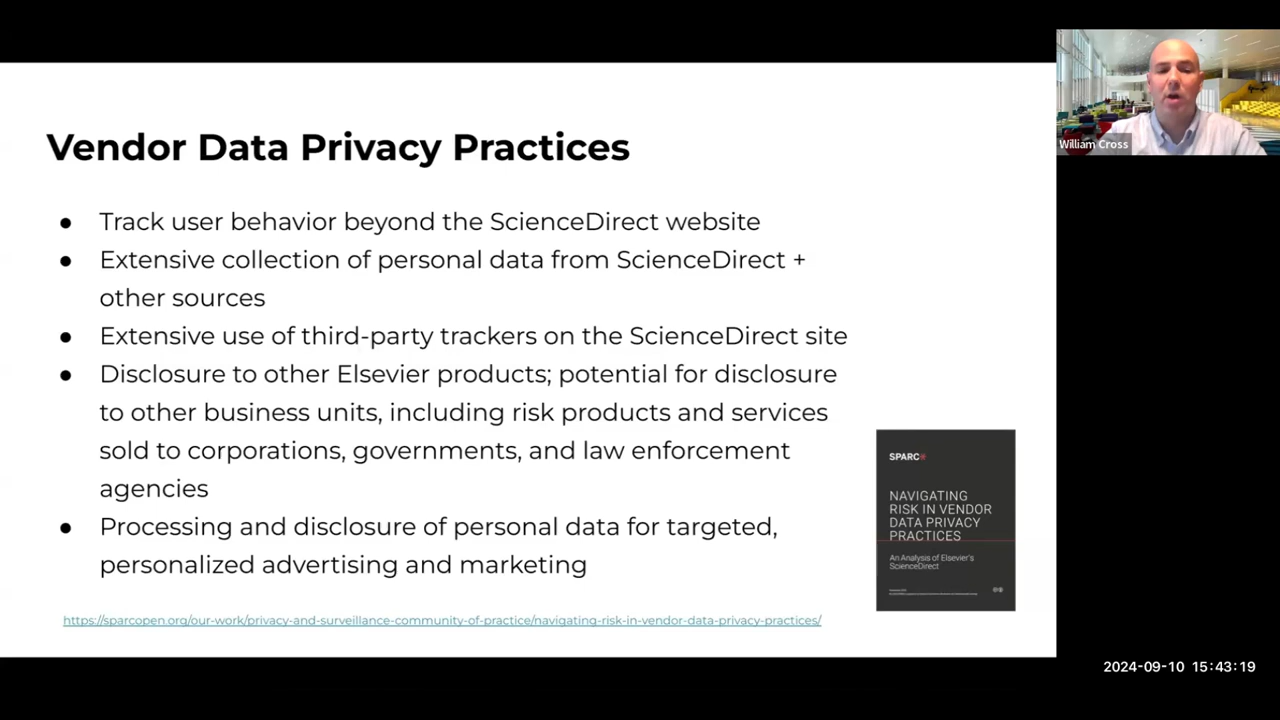 Vendor Data Privacy Practices
● Track user behavior beyond the ScienceDirect website
● Extensive collection of personal data from ScienceDirect +
other sources
● Extensive use of third-party trackers on the ScienceDirect site
● Disclosure to other Elsevier products; potential for disclosure
to other business units, including risk products and services
sold to corporations, governments, and law enforcement
agencies
● Processing and disclosure of personal data for targeted,
personalized advertising and marketing
https://sparcopen.org/our-work/privacy-and-surveillance-community-of-practice/navigating-risk-in-vendor-data-privacy-practices/
SPARC
NAVIGATING
RISK IN VENDOR
DATA PRIVACY
PRACTICES
An Analysis of Elsevier's
ScienceDirect
William Cross
2024-09-10 15:43:19